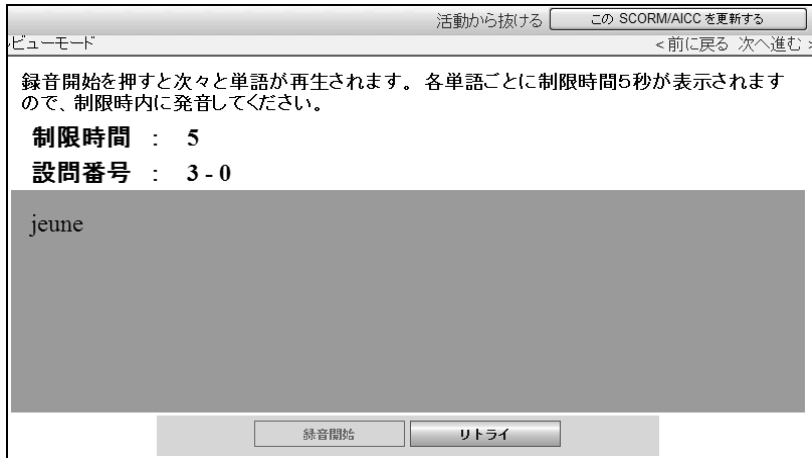 活動から抜ける この SCORM/AICC を更新する
ビューモード <前に戻る 次へ進む >
録音開始を押すと次々と単語が再生されます。各単語ごとに制限時間5秒が表示されます
ので、制限時内に発音してください。
制限時間 : 5
設問番号 : 3 - 0
jeune
録音開始 リトライ